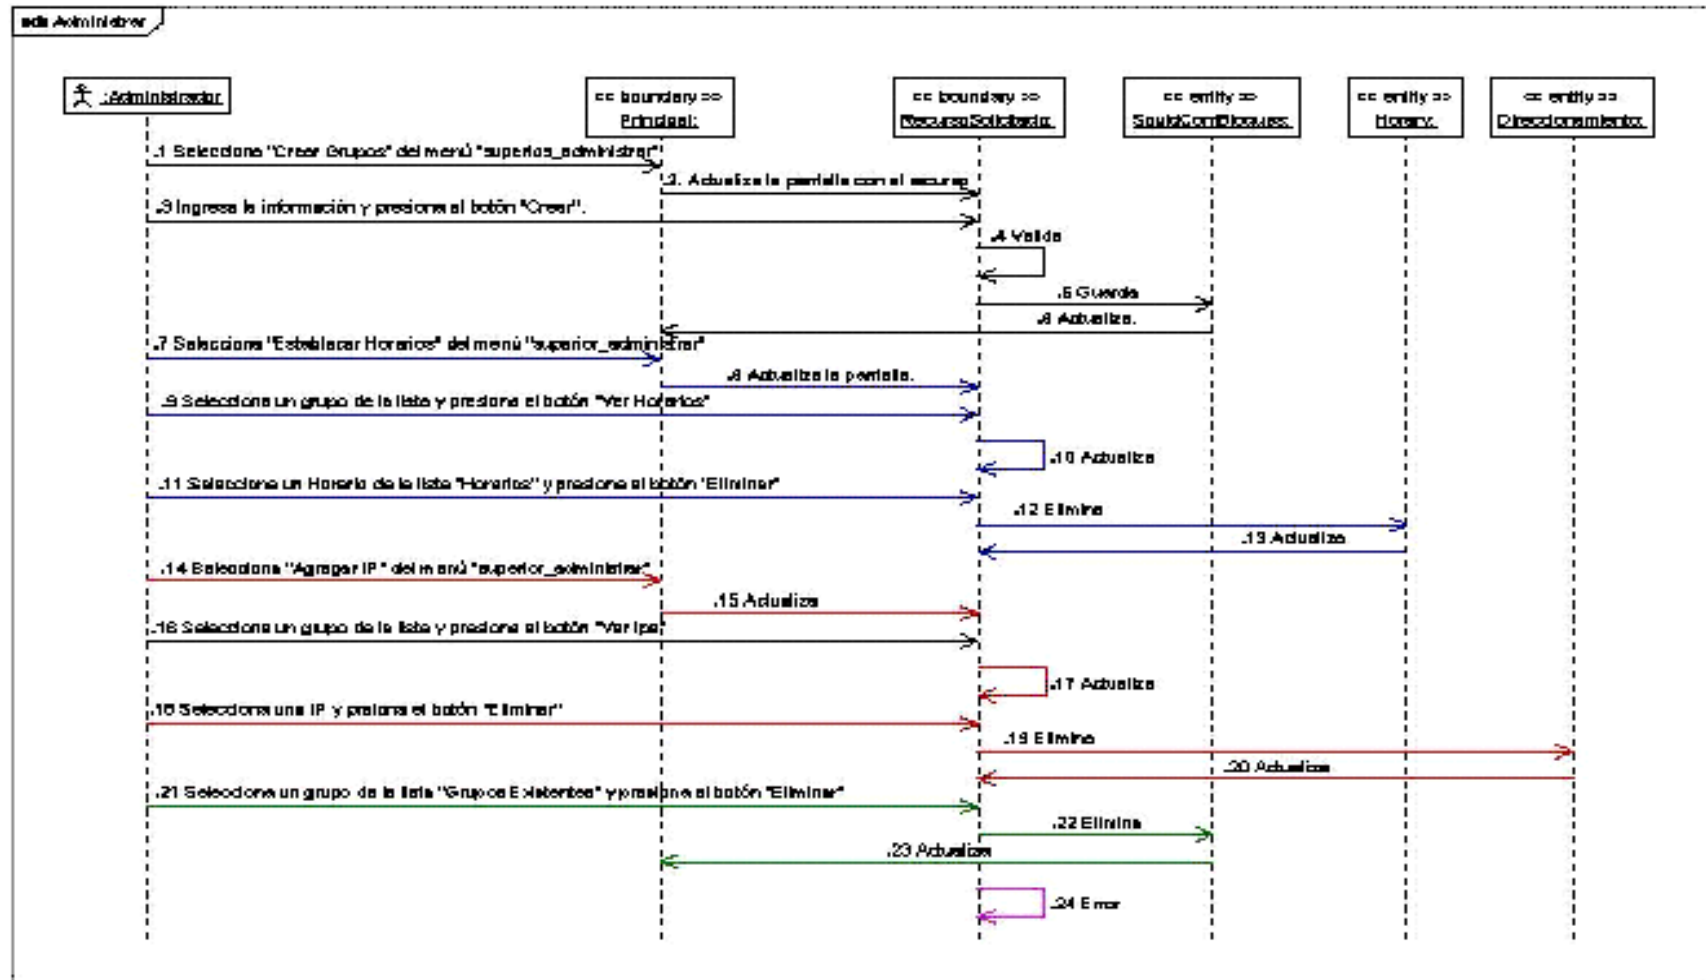 sd: Administrar
:Administrador
<< boundary >>
Principal:
<< boundary >>
RecursoSolicitado:
<< entity >>
SquidConfBloques:
<< entity >>
Horary:
<< entity >>
Direccionamiento:
.1 Selecciona "Crear Grupos" del menú "superios_administrar"
.2. Actualiza la pantalla con el recurso
.3 Ingresa la información y presiona el botón "Crear".
.4 Valida
.5 Guarda
.6 Actualiza.
.7 Selecciona "Establecer Horarios" del menú "superior_administrar"
.8 Actualiza la pantalla.
.9 Selecciona un grupo de la lista y presiona el botón "Ver Horarios"
.10 Actualiza
.11 Selecciona un Horario de la lista "Horarios" y presiona el botón "Eliminar"
.12 Elimina
.13 Actualiza
.14 Selecciona "Agregar IP" del menú "superior_administrar"
.15 Actualiza
.16 Selecciona un grupo de la lista y presiona el botón "Ver Ips"
.17 Actualiza
.18 Selecciona una IP y preiona el botón "Eliminar"
.19 Elimina
.20 Actualiza
.21 Selecciona un grupo de la lista "Grupos Existentes" y presiona el botón "Eliminar"
.22 Elimina
.23 Actualiza
.24 Error